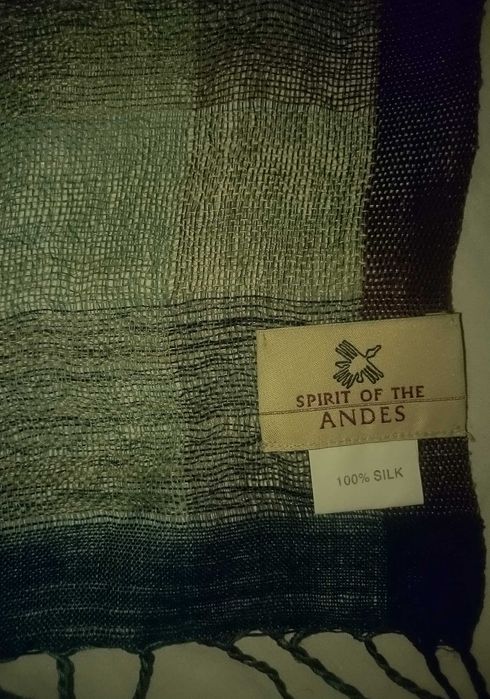 SPIRIT OF THE
ANDES
100% SILK